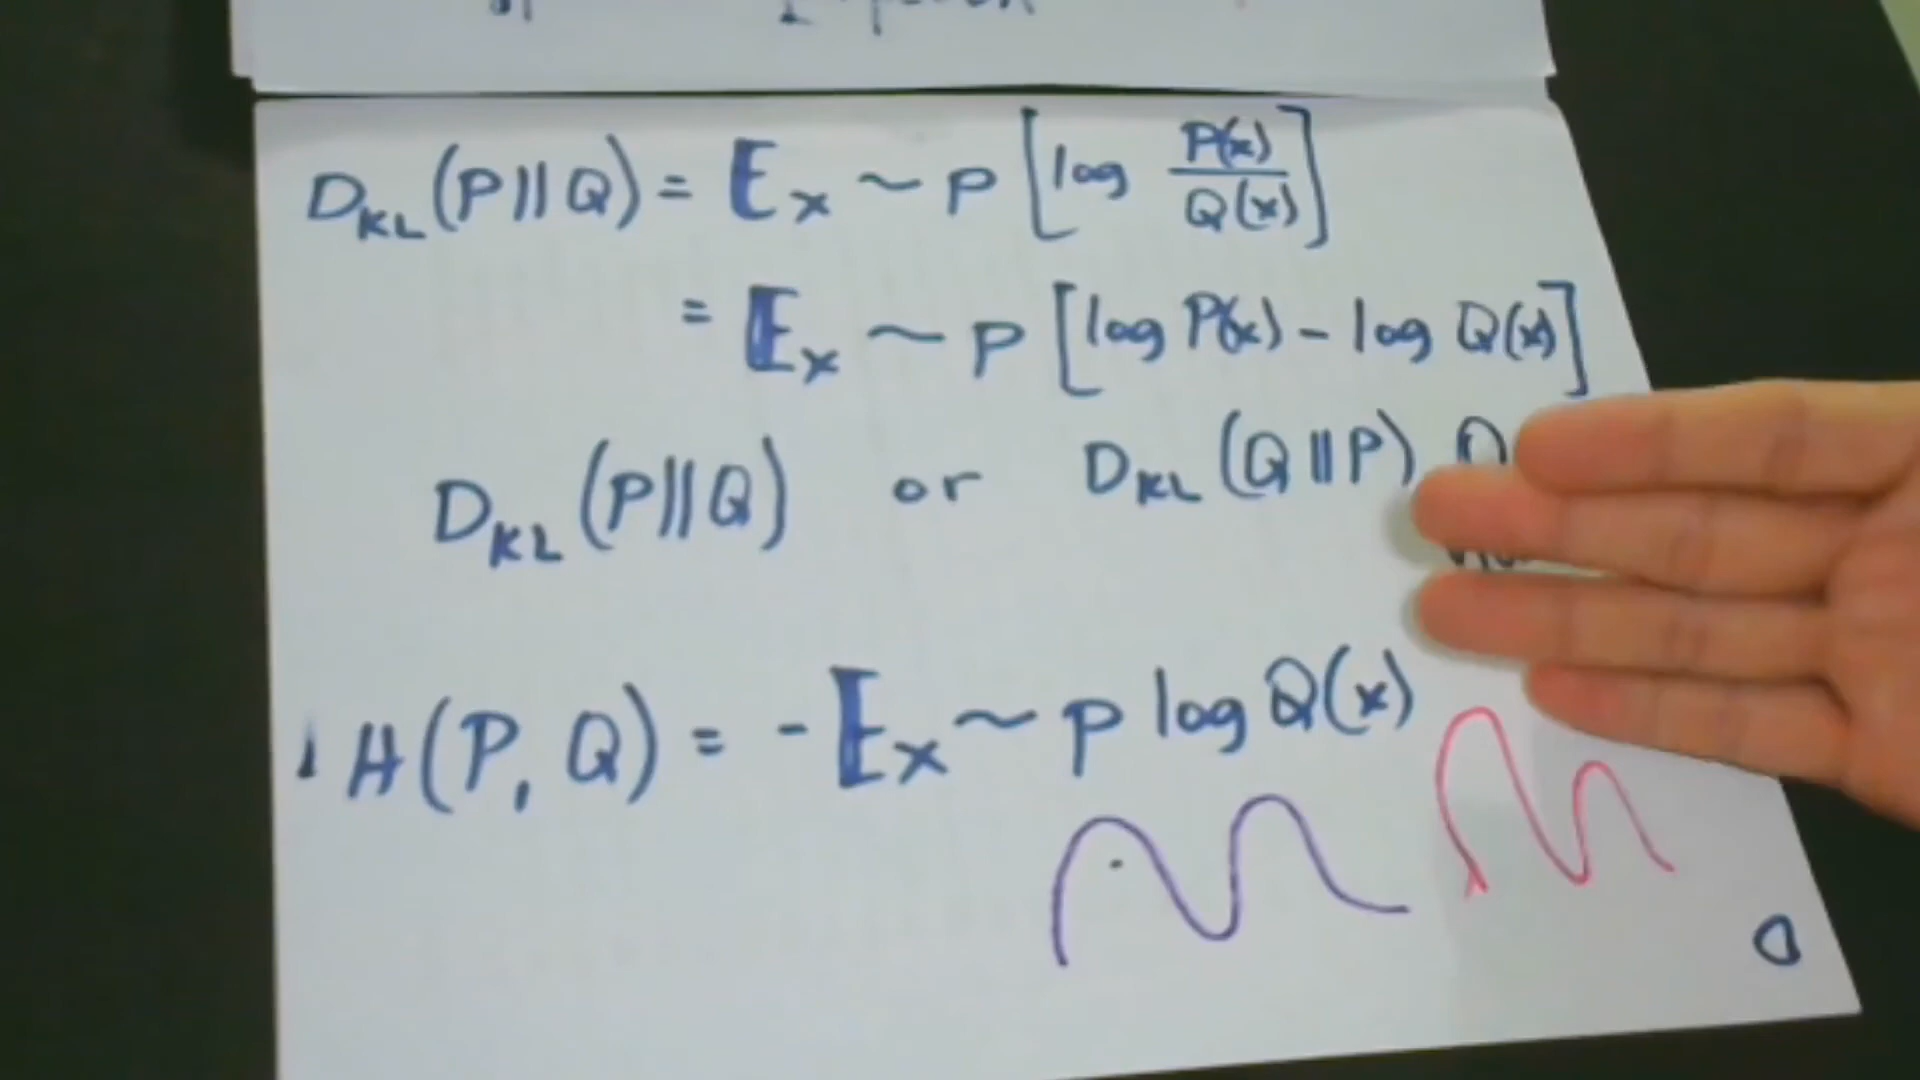 D_KL (P || Q) = E_x ~ P [log P(x)/Q(x)]
= E_x ~ P [log P(x) - log Q(x)]
D_KL (P || Q) or D_KL (Q || P)
H(P, Q) = - E_x ~ P log Q(x)